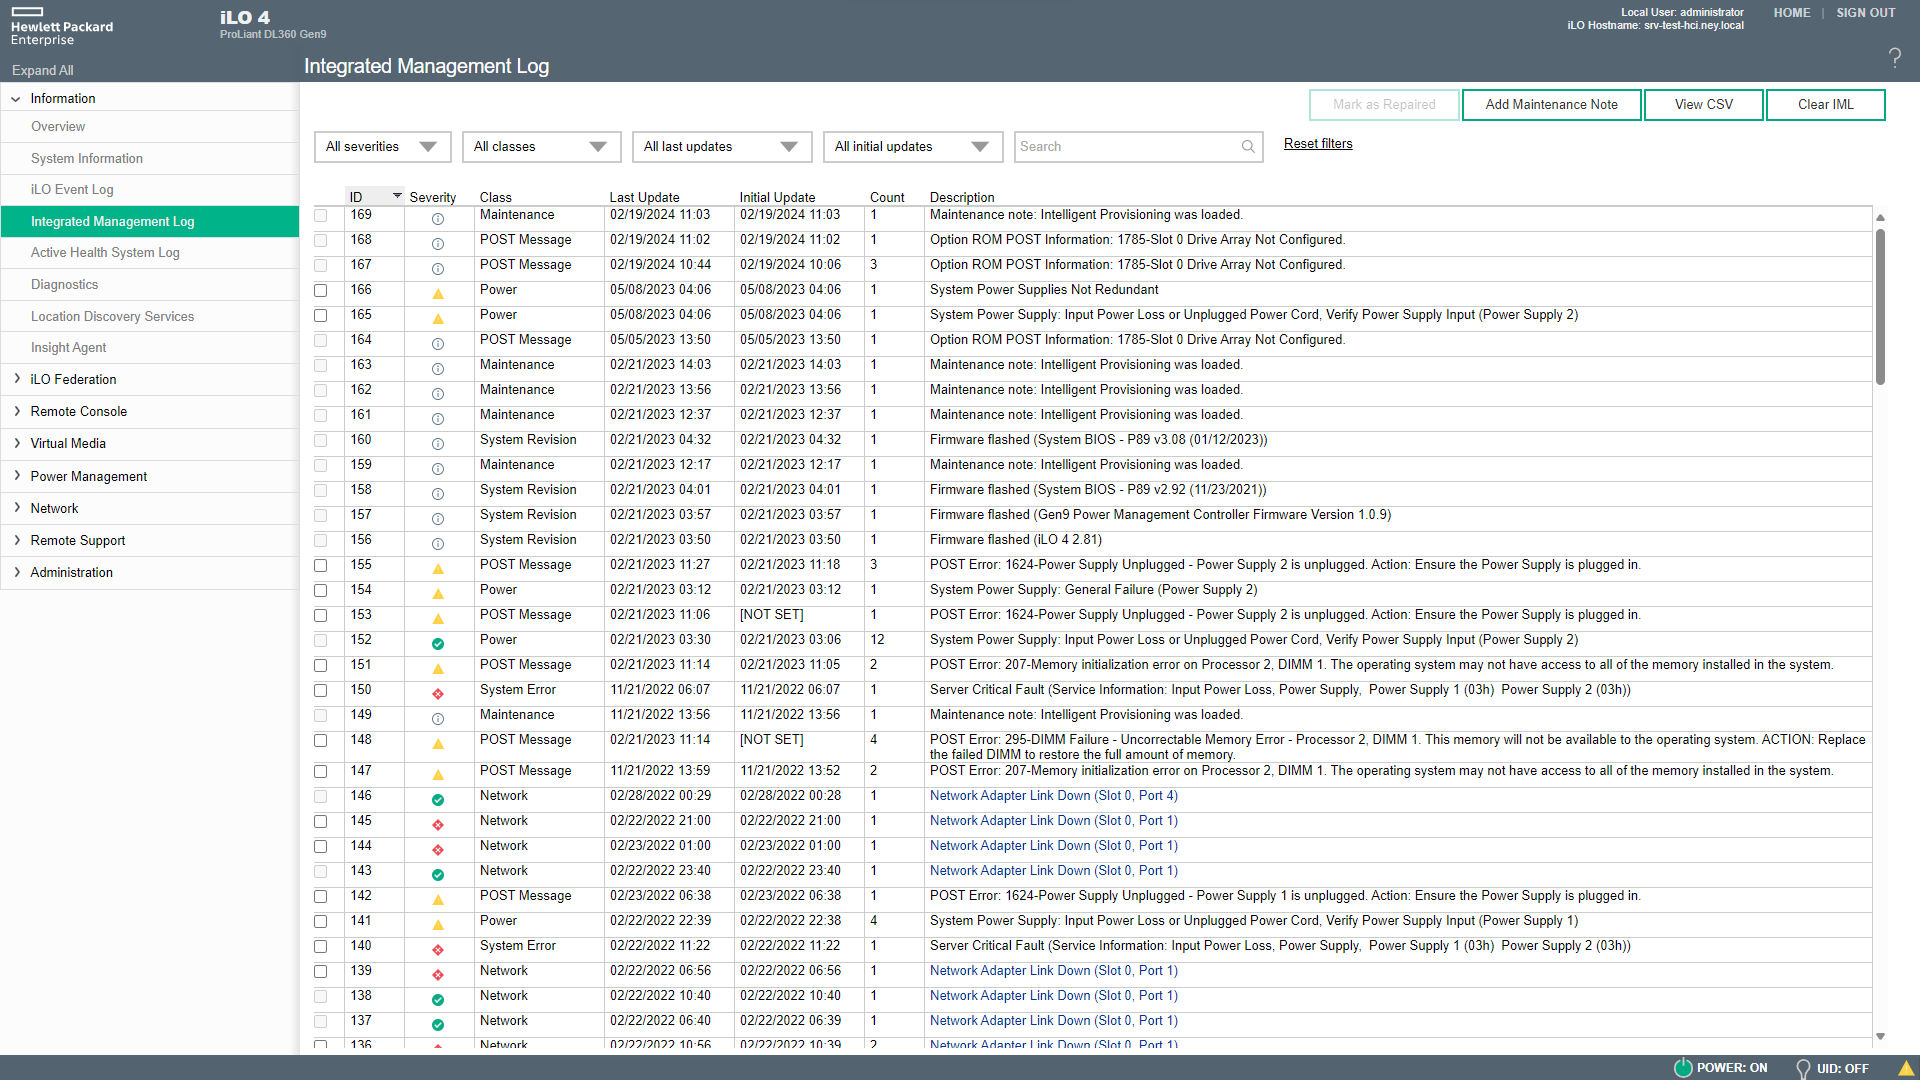 Hewlett Packard
Enterprise
iLO 4
ProLiant DL360 Gen9
Local User: administrator
iLO Hostname: srv-test-hci.ney.local
HOME | SIGN OUT
Expand All
Integrated Management Log
?
Information
Overview
System Information
iLO Event Log
Integrated Management Log
Active Health System Log
Diagnostics
Location Discovery Services
Insight Agent
iLO Federation
Remote Console
Virtual Media
Power Management
Network
Remote Support
Administration
Mark as Repaired Add Maintenance Note View CSV Clear IML
All severities All classes All last updates All initial updates Search Reset filters
ID Severity Class Last Update Initial Update Count Description
169 Maintenance 02/19/2024 11:03 02/19/2024 11:03 1 Maintenance note: Intelligent Provisioning was loaded.
168 POST Message 02/19/2024 11:02 02/19/2024 11:02 1 Option ROM POST Information: 1785-Slot 0 Drive Array Not Configured.
167 POST Message 02/19/2024 10:44 02/19/2024 10:06 3 Option ROM POST Information: 1785-Slot 0 Drive Array Not Configured.
166 Power 05/08/2023 04:06 05/08/2023 04:06 1 System Power Supplies Not Redundant
165 Power 05/08/2023 04:06 05/08/2023 04:06 1 System Power Supply: Input Power Loss or Unplugged Power Cord, Verify Power Supply Input (Power Supply 2)
164 POST Message 05/05/2023 13:50 05/05/2023 13:50 1 Option ROM POST Information: 1785-Slot 0 Drive Array Not Configured.
163 Maintenance 02/21/2023 14:03 02/21/2023 14:03 1 Maintenance note: Intelligent Provisioning was loaded.
162 Maintenance 02/21/2023 13:56 02/21/2023 13:56 1 Maintenance note: Intelligent Provisioning was loaded.
161 Maintenance 02/21/2023 12:37 02/21/2023 12:37 1 Maintenance note: Intelligent Provisioning was loaded.
160 System Revision 02/21/2023 04:32 02/21/2023 04:32 1 Firmware flashed (System BIOS - P89 v3.08 (01/12/2023))
159 Maintenance 02/21/2023 12:17 02/21/2023 12:17 1 Maintenance note: Intelligent Provisioning was loaded.
158 System Revision 02/21/2023 04:01 02/21/2023 04:01 1 Firmware flashed (System BIOS - P89 v2.92 (11/23/2021))
157 System Revision 02/21/2023 03:57 02/21/2023 03:57 1 Firmware flashed (Gen9 Power Management Controller Firmware Version 1.0.9)
156 System Revision 02/21/2023 03:50 02/21/2023 03:50 1 Firmware flashed (iLO 4 2.81)
155 POST Message 02/21/2023 11:27 02/21/2023 11:18 3 POST Error: 1624-Power Supply Unplugged - Power Supply 2 is unplugged. Action: Ensure the Power Supply is plugged in.
154 Power 02/21/2023 03:12 02/21/2023 03:12 1 System Power Supply: General Failure (Power Supply 2)
153 POST Message 02/21/2023 11:06 [NOT SET] 1 POST Error: 1624-Power Supply Unplugged - Power Supply 2 is unplugged. Action: Ensure the Power Supply is plugged in.
152 Power 02/21/2023 03:30 02/21/2023 03:06 12 System Power Supply: Input Power Loss or Unplugged Power Cord, Verify Power Supply Input (Power Supply 2)
151 POST Message 02/21/2023 11:14 02/21/2023 11:05 2 POST Error: 207-Memory initialization error on Processor 2, DIMM 1. The operating system may not have access to all of the memory installed in the system.
150 System Error 11/21/2022 06:07 11/21/2022 06:07 1 Server Critical Fault (Service Information: Input Power Loss, Power Supply, Power Supply 1 (03h) Power Supply 2 (03h))
149 Maintenance 11/21/2022 13:56 11/21/2022 13:56 1 Maintenance note: Intelligent Provisioning was loaded.
148 POST Message 02/21/2023 11:14 [NOT SET] 4 POST Error: 295-DIMM Failure - Uncorrectable Memory Error - Processor 2, DIMM 1. This memory will not be available to the operating system. ACTION: Replace
the failed DIMM to restore the full amount of memory.
147 POST Message 11/21/2022 13:59 11/21/2022 13:52 2 POST Error: 207-Memory initialization error on Processor 2, DIMM 1. The operating system may not have access to all of the memory installed in the system.
146 Network 02/28/2022 00:29 02/28/2022 00:28 1 Network Adapter Link Down (Slot 0, Port 4)
145 Network 02/22/2022 21:00 02/22/2022 21:00 1 Network Adapter Link Down (Slot 0, Port 1)
144 Network 02/23/2022 01:00 02/23/2022 01:00 1 Network Adapter Link Down (Slot 0, Port 1)
143 Network 02/22/2022 23:40 02/22/2022 23:40 1 Network Adapter Link Down (Slot 0, Port 1)
142 POST Message 02/23/2022 06:38 02/23/2022 06:38 1 POST Error: 1624-Power Supply Unplugged - Power Supply 1 is unplugged. Action: Ensure the Power Supply is plugged in.
141 Power 02/22/2022 22:39 02/22/2022 22:38 4 System Power Supply: Input Power Loss or Unplugged Power Cord, Verify Power Supply Input (Power Supply 1)
140 System Error 02/22/2022 11:22 02/22/2022 11:22 1 Server Critical Fault (Service Information: Input Power Loss, Power Supply, Power Supply 1 (03h) Power Supply 2 (03h))
139 Network 02/22/2022 06:56 02/22/2022 06:56 1 Network Adapter Link Down (Slot 0, Port 1)
138 Network 02/22/2022 10:40 02/22/2022 10:40 1 Network Adapter Link Down (Slot 0, Port 1)
137 Network 02/22/2022 06:40 02/22/2022 06:39 1 Network Adapter Link Down (Slot 0, Port 1)
136 Network 02/22/2022 10:56 02/22/2022 10:39 2 Network Adapter Link Down (Slot 0, Port 1)
POWER: ON UID: OFF